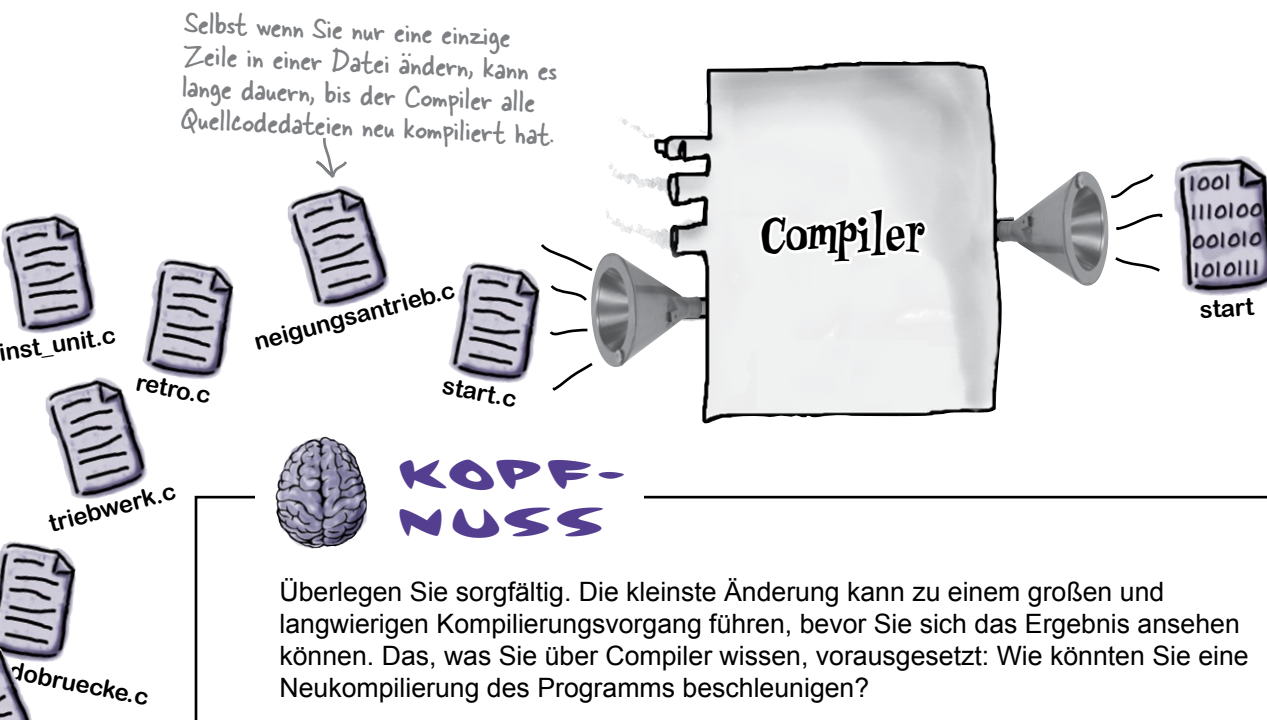 Selbst wenn Sie nur eine einzige
Zeile in einer Datei ändern, kann es
lange dauern, bis der Compiler alle
Quellcodedateien neu kompiliert hat.
Compiler
1001
1110100
001010
1010111
start
neigungsantrieb.c
inst_unit.c
retro.c
start.c
triebwerk.c
dobruecke.c
KOPF-
NUSS
Überlegen Sie sorgfältig. Die kleinste Änderung kann zu einem großen und
langwierigen Kompilierungsvorgang führen, bevor Sie sich das Ergebnis ansehen
können. Das, was Sie über Compiler wissen, vorausgesetzt: Wie könnten Sie eine
Neukompilierung des Programms beschleunigen?